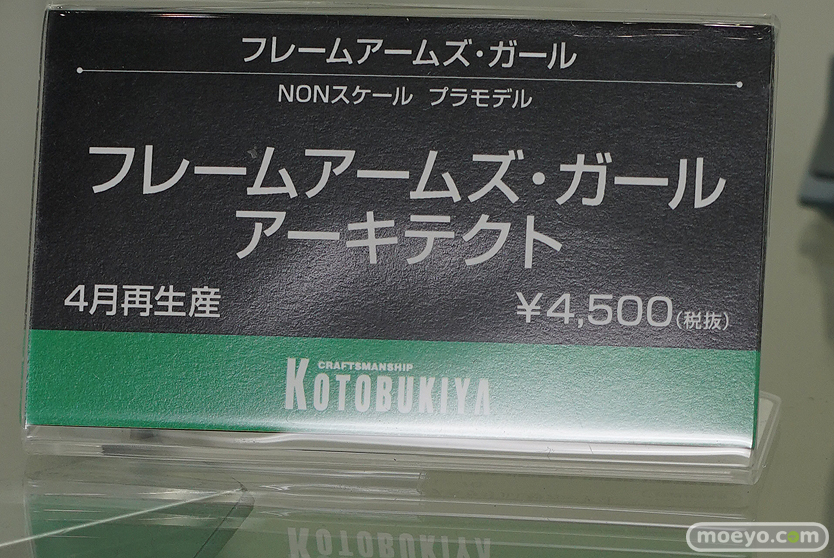 フレームアームズ・ガール
NONスケール プラモデル
フレームアームズ・ガール
アーキテクト
4月再生産
¥4,500(税抜)
CRAFTSMANSHIP
KOTOBUKIYA
moeyo.com